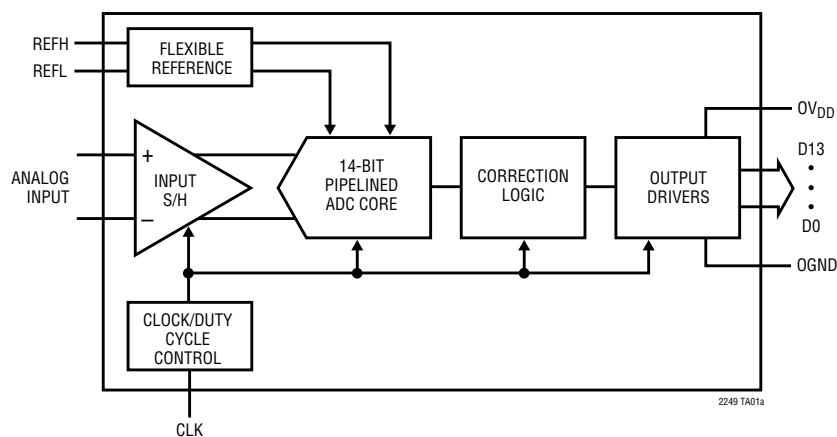 REFH
REFL
FLEXIBLE
REFERENCE
ANALOG
INPUT
+
–
INPUT
S/H
14-BIT
PIPELINED
ADC CORE
CORRECTION
LOGIC
OUTPUT
DRIVERS
OVDD
D13
•
•
•
D0
OGND
CLOCK/DUTY
CYCLE
CONTROL
CLK
2249 TA01a